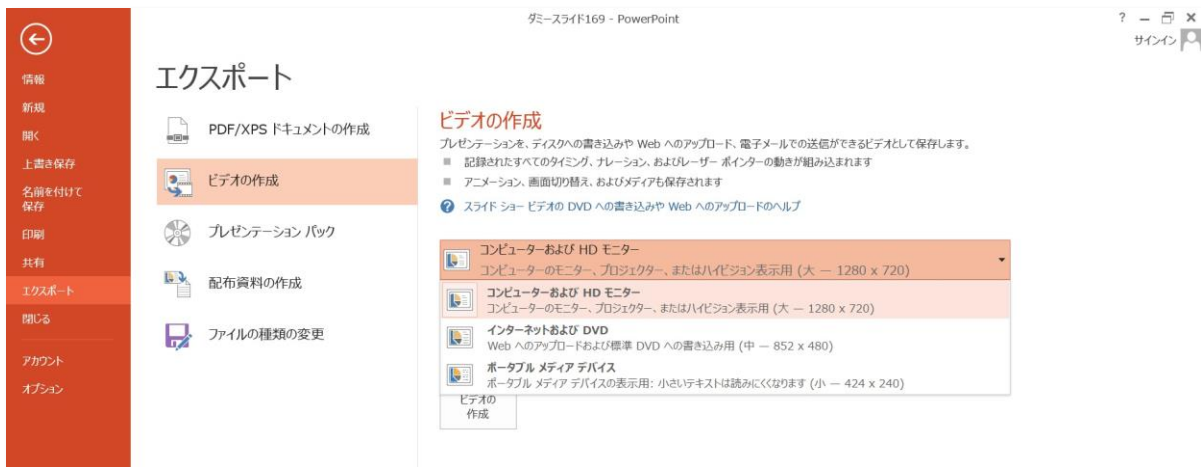 ダミースライド169 - PowerPoint
?
サインイン
情報
新規
開く
上書き保存
名前を付けて
保存
印刷
共有
エクスポート
閉じる
アカウント
オプション
エクスポート
PDF/XPS ドキュメントの作成
ビデオの作成
プレゼンテーション パック
配布資料の作成
ファイルの種類の変更
ビデオの作成
プレゼンテーションを、ディスクへの書き込みや Web へのアップロード、電子メールでの送信ができるビデオとして保存します。
記録されたすべてのタイミング、ナレーション、およびレーザー ポインターの動きが組み込まれます
アニメーション、画面切り替え、およびメディアも保存されます
スライド ショー ビデオの DVD への書き込みや Web へのアップロードのヘルプ
コンピューターおよび HD モニター
コンピューターのモニター、プロジェクター、またはハイビジョン表示用 (大 — 1280 x 720)
コンピューターおよび HD モニター
コンピューターのモニター、プロジェクター、またはハイビジョン表示用 (大 — 1280 x 720)
インターネットおよび DVD
Web へのアップロードおよび標準 DVD への書き込み用 (中 — 852 x 480)
ポータブル メディア デバイス
ポータブル メディア デバイスの表示用: 小さいテキストは読みにくくなります (小 — 424 x 240)
ビデオの
作成